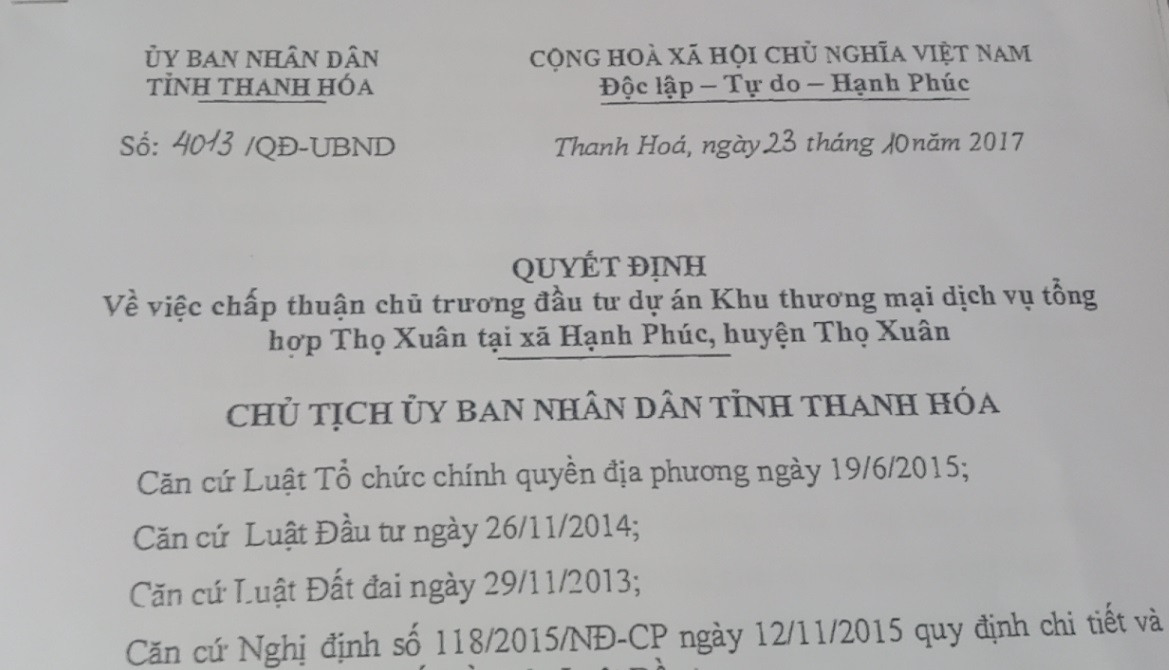 ỦY BAN NHÂN DÂN
TỈNH THANH HÓA
CỘNG HOÀ XÃ HỘI CHỦ NGHĨA VIỆT NAM
Độc lập – Tự do – Hạnh Phúc
Số: 4013 /QĐ-UBND
Thanh Hoá, ngày 23 tháng 10 năm 2017
QUYẾT ĐỊNH
Về việc chấp thuận chủ trương đầu tư dự án Khu thương mại dịch vụ tổng
hợp Thọ Xuân tại xã Hạnh Phúc, huyện Thọ Xuân
CHỦ TỊCH ỦY BAN NHÂN DÂN TỈNH THANH HÓA
Căn cứ Luật Tổ chức chính quyền địa phương ngày 19/6/2015;
Căn cứ Luật Đầu tư ngày 26/11/2014;
Căn cứ Luật Đất đai ngày 29/11/2013;
Căn cứ Nghị định số 118/2015/NĐ-CP ngày 12/11/2015 quy định chi tiết và